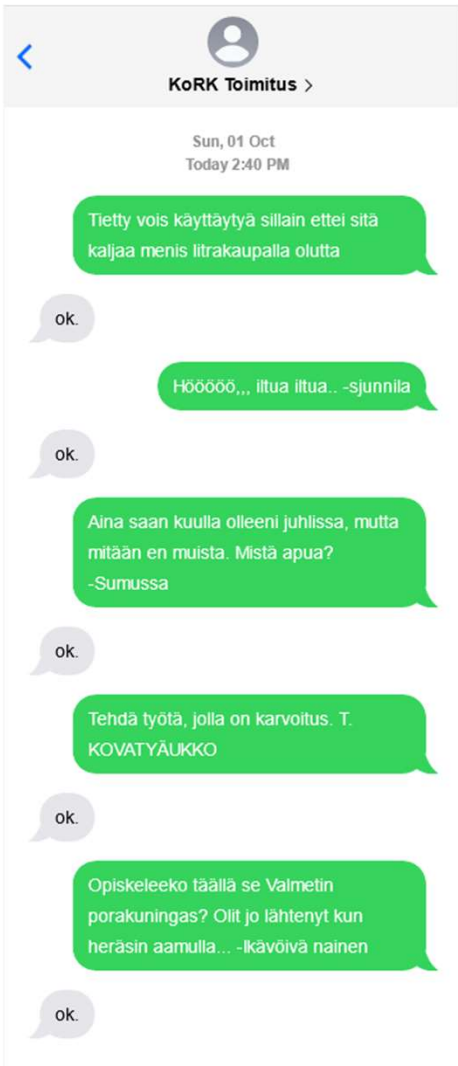 KoRK Toimitus >
Sun, 01 Oct
Today 2:40 PM
Tietty vois käyttäytyä sillain ettei sitä
kaljaa menis litrakaupalla olutta
ok.
Hööööö,,, iltua iltua.. -sjunnila
ok.
Aina saan kuulla olleeni juhlissa, mutta
mitään en muista. Mistä apua?
-Sumussa
ok.
Tehdä työtä, jolla on karvoitus. T.
KOVATYÄUKKO
ok.
Opiskeleeko täällä se Valmetin
porakuningas? Olit jo lähtenyt kun
heräsin aamulla... -Ikävöivä nainen
ok.